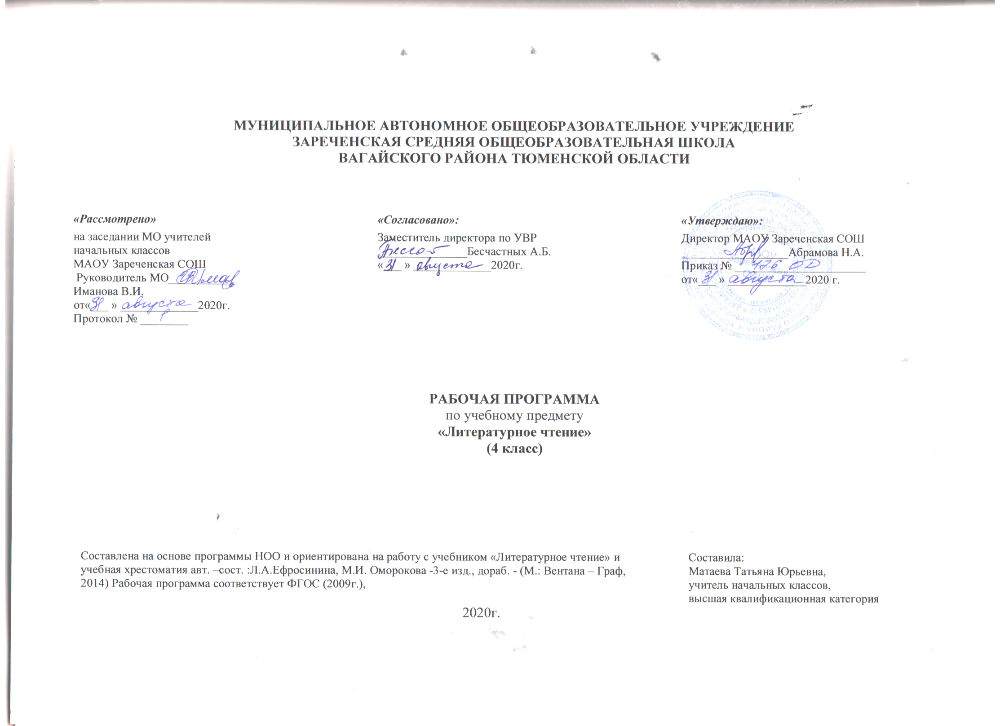 МУНИЦИПАЛЬНОЕ АВТОНОМНОЕ ОБЩЕОБРАЗОВАТЕЛЬНОЕ УЧРЕЖДЕНИЕ
ЗАРЕЧЕНСКАЯ СРЕДНЯЯ ОБЩЕОБРАЗОВАТЕЛЬНАЯ ШКОЛА
ВАГАЙСКОГО РАЙОНА ТЮМЕНСКОЙ ОБЛАСТИ
«Рассмотрено»
на заседании МО учителей
начальных классов
МАОУ Зареченская СОШ
Руководитель МО
Иманова В.И.
от« 31 » августа 2020г.
Протокол № 1
«Согласовано»:
Заместитель директора по УВР
Бесчастных А.Б.
« 31 » августа 2020г.
«Утверждаю»:
Директор МАОУ Зареченская СОШ
Абрамова Н.А.
Приказ № 176 ОД
от« 31 » августа 2020 г.
РАБОЧАЯ ПРОГРАММА
по учебному предмету
«Литературное чтение»
(4 класс)
Составлена на основе программы НОО и ориентирована на работу с учебником «Литературное чтение» и
учебная хрестоматия авт. –сост. :Л.А.Ефросинина, М.И. Оморокова -3-е изд., дораб. - (М.: Вентана – Граф,
2014) Рабочая программа соответствует ФГОС (2009г.),
Составила:
Матаева Татьяна Юрьевна,
учитель начальных классов,
высшая квалификационная категория
2020г.